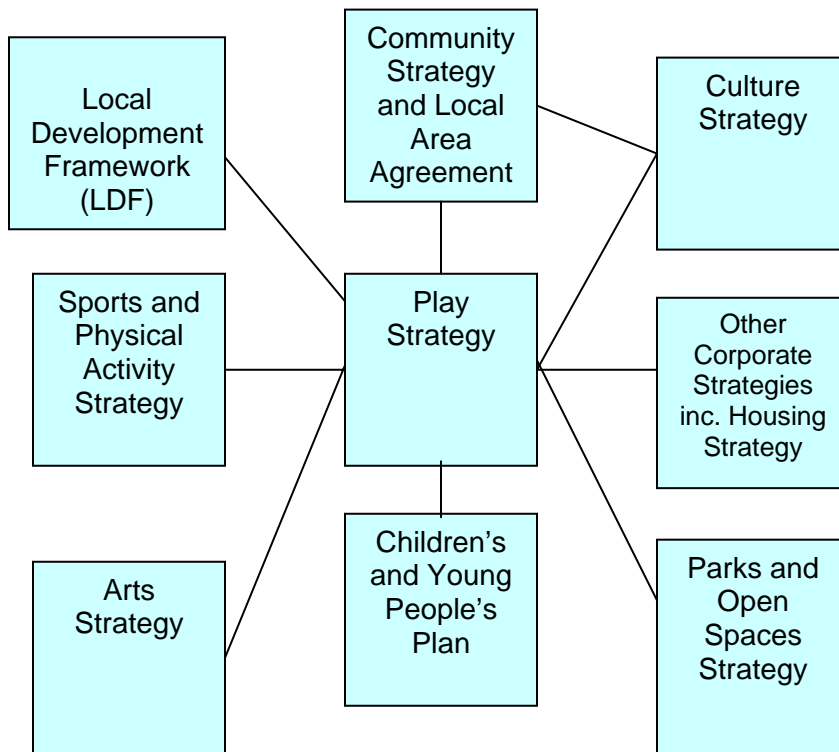 Community
Strategy
and Local
Area
Agreement
Local
Development
Framework
(LDF)
Culture
Strategy
Sports and
Physical
Activity
Strategy
Play
Strategy
Other
Corporate
Strategies
inc. Housing
Strategy
Arts
Strategy
Children’s
and Young
People’s
Plan
Parks and
Open
Spaces
Strategy